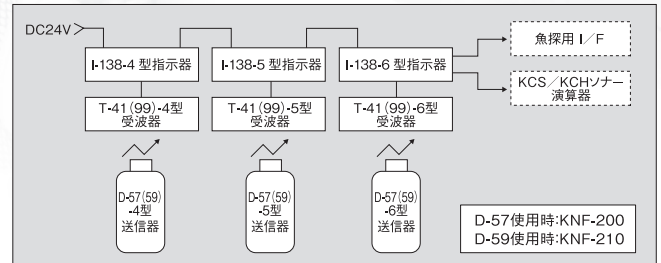 DC24V
I-138-4 型指示器
I-138-5 型指示器
I-138-6 型指示器
魚探用 I/F
KCS/KCHソナー
演算器
T-41(99)-4型
受波器
T-41(99)-5型
受波器
T-41(99)-6型
受波器
D-57(59)
-4型
送信器
D-57(59)
-5型
送信器
D-57(59)
-6型
送信器
D-57使用時:KNF-200
D-59使用時:KNF-210